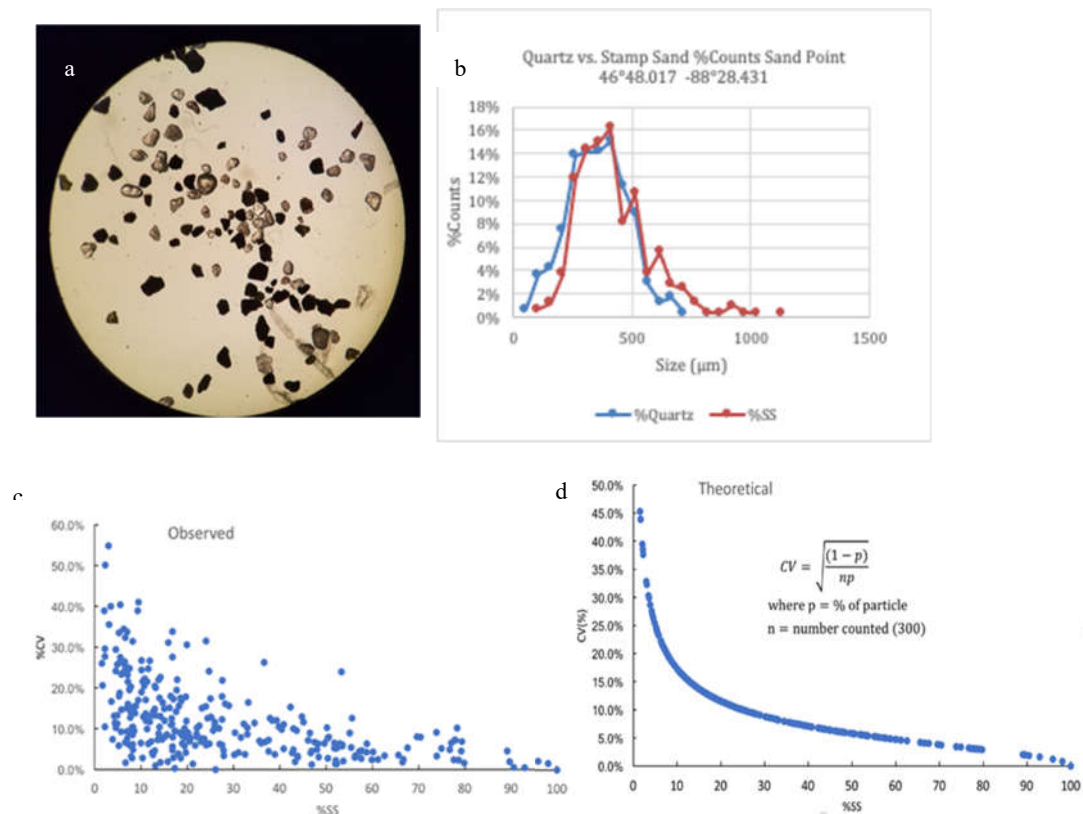 a
b
Quartz vs. Stamp Sand %Counts Sand Point
46°48.017 -88°28.431
18%
16%
14%
12%
10%
8%
6%
4%
2%
0%
%Counts
0 500 1000 1500
Size (µm)
%Quartz %SS
c
Observed
60.0%
50.0%
40.0%
30.0%
20.0%
10.0%
0.0%
%CV
0 10 20 30 40 50 60 70 80 90 100
%SS
d
Theoretical
50.0%
45.0%
40.0%
35.0%
30.0%
25.0%
20.0%
15.0%
10.0%
5.0%
0.0%
CV(%)
CV = √((1 − p)/np)
where p = % of particle
n = number counted (300)
0 10 20 30 40 50 60 70 80 90 100
%SS